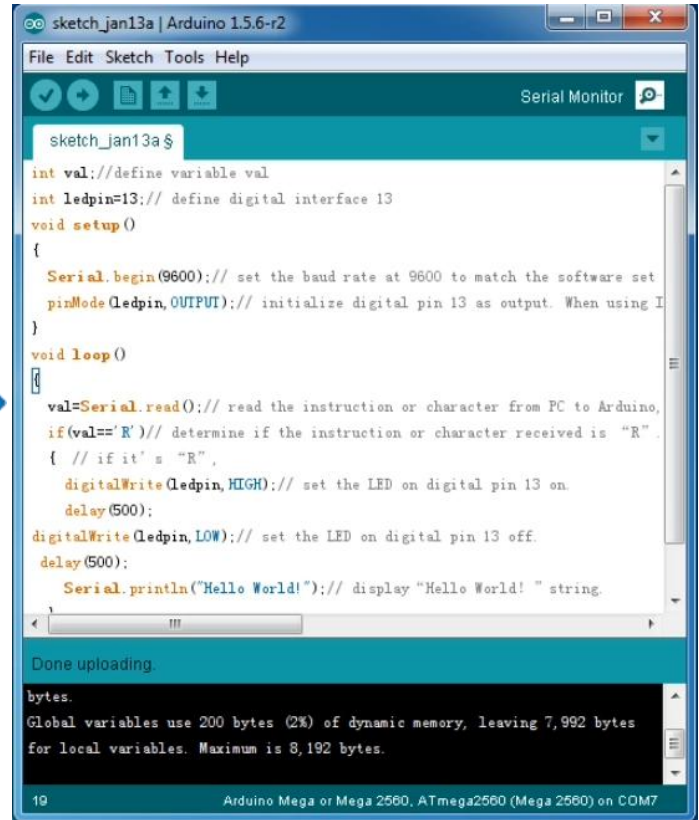 sketch_jan13a | Arduino 1.5.6-r2
File Edit Sketch Tools Help
Serial Monitor
sketch_jan13a §
int val;//define variable val
int ledpin=13;// define digital interface 13
void setup()
{
Serial.begin(9600);// set the baud rate at 9600 to match the software set
pinMode(ledpin,OUTPUT);// initialize digital pin 13 as output. When using I
}
void loop()
{
val=Serial.read();// read the instruction or character from PC to Arduino,
if(val=='R')// determine if the instruction or character received is “R”.
{ // if it’s “R”,
digitalWrite(ledpin,HIGH);// set the LED on digital pin 13 on.
delay(500);
digitalWrite(ledpin,LOW);// set the LED on digital pin 13 off.
delay(500);
Serial.println("Hello World!");// display “Hello World! ” string.
Done uploading.
bytes.
Global variables use 200 bytes (2%) of dynamic memory, leaving 7,992 bytes
for local variables. Maximum is 8,192 bytes.
19 Arduino Mega or Mega 2560, ATmega2560 (Mega 2560) on COM7